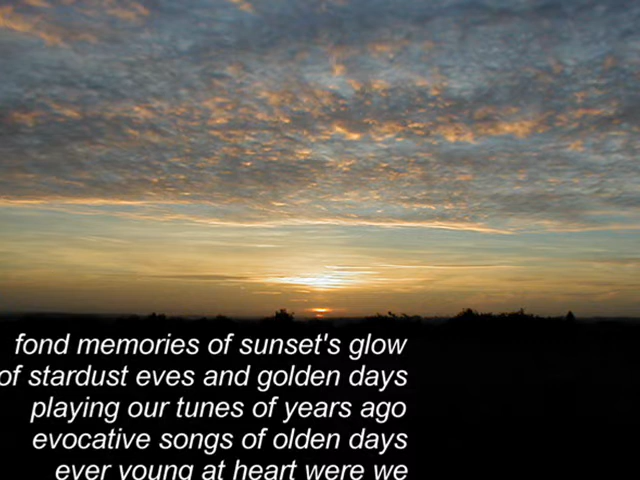 fond memories of sunset's glow
of stardust eves and golden days
playing our tunes of years ago
evocative songs of olden days
ever young at heart were we